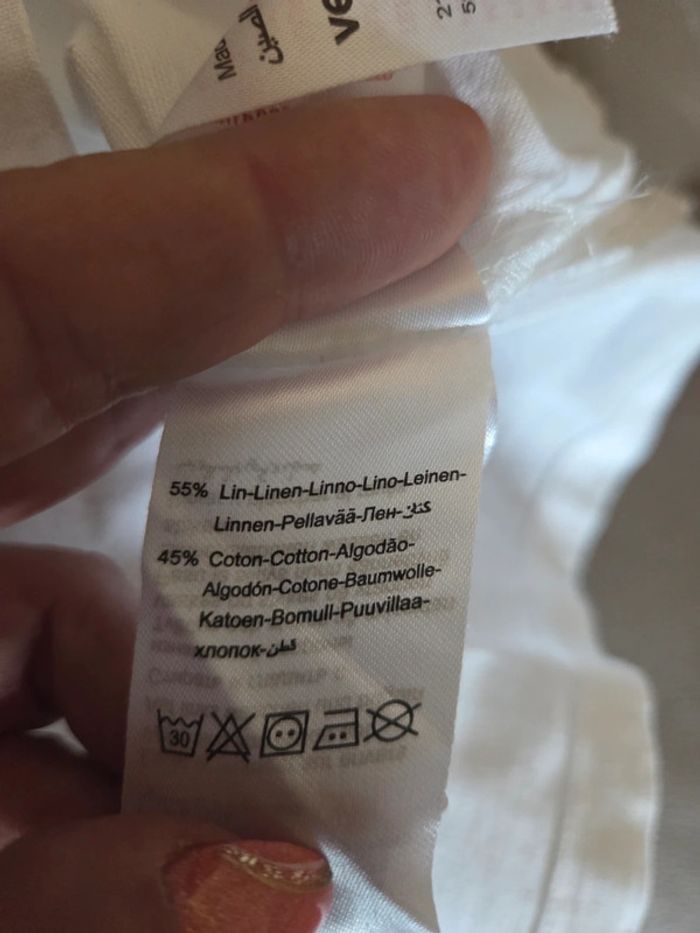 55% Lin-Linen-Linno-Lino-Leinen-
Linnen-Pellavää-Лен-كتان
45% Coton-Cotton-Algodão-
Algodón-Cotone-Baumwolle-
Katoen-Bomull-Puuvillaa-
хлопок-قطن
30